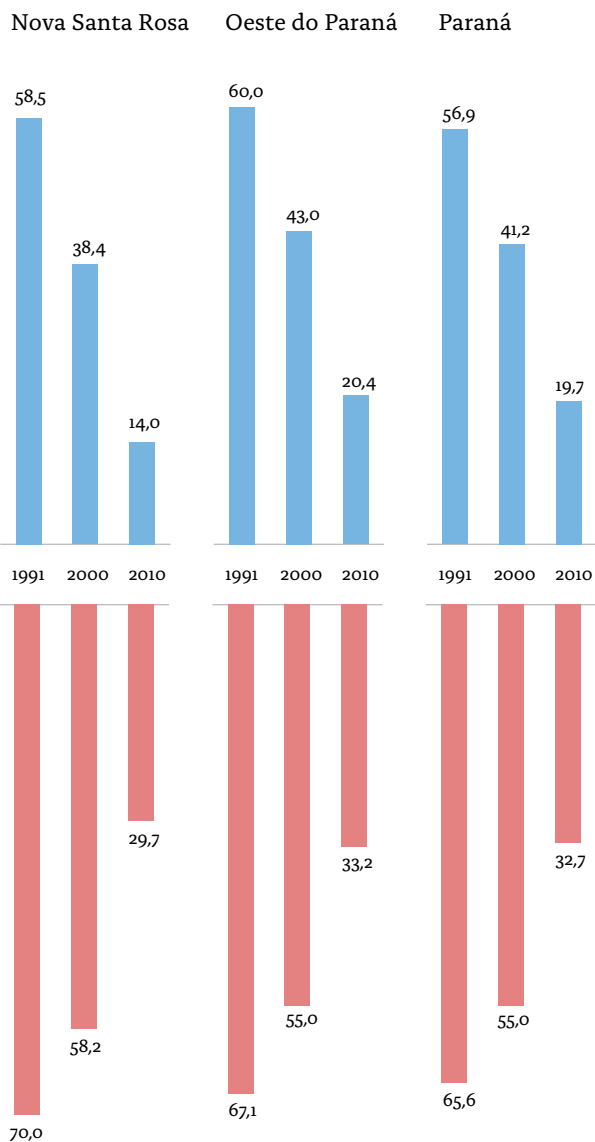 Nova Santa Rosa Oeste do Paraná Paraná
58,5 60,0 56,9
38,4 43,0 41,2
14,0 20,4 19,7
1991 2000 2010 1991 2000 2010 1991 2000 2010
29,7 33,2 32,7
58,2 55,0 55,0
70,0 67,1 65,6